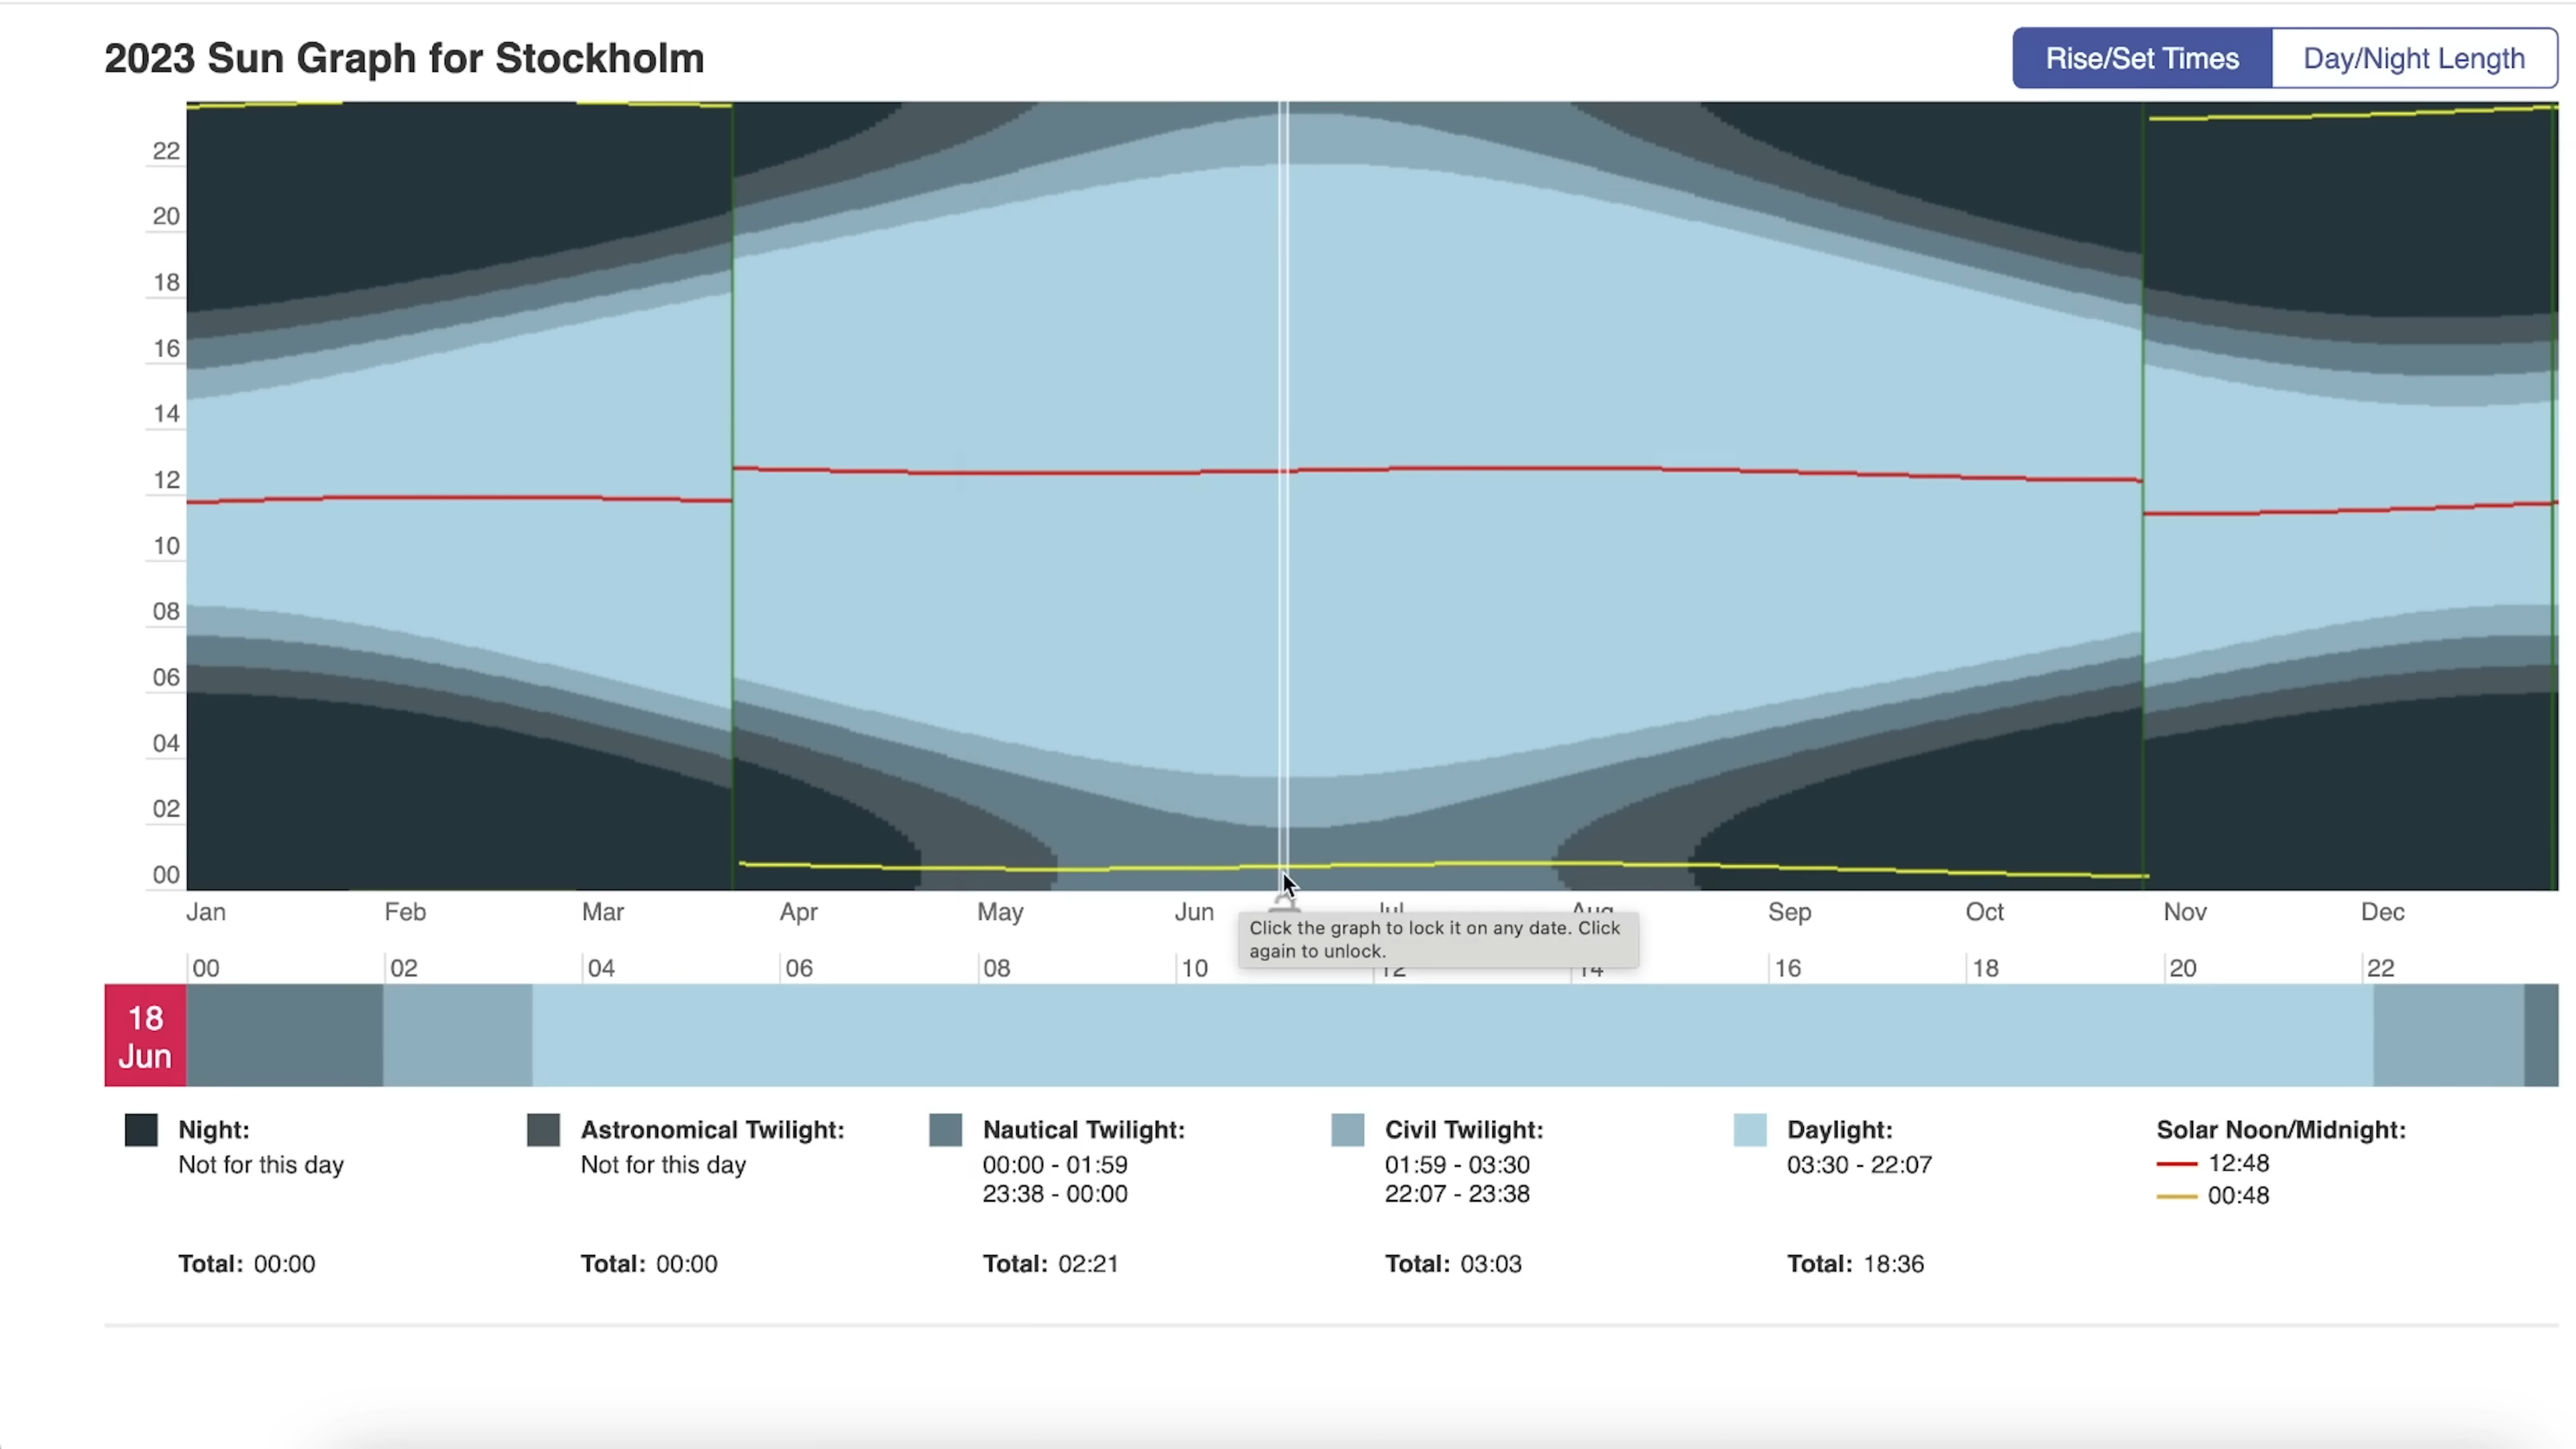 2023 Sun Graph for Stockholm
Rise/Set Times
Day/Night Length
22
20
18
16
14
12
10
08
06
04
02
00
Jan
Feb
Mar
Apr
May
Jun
Jul
Aug
Sep
Oct
Nov
Dec
Click the graph to lock it on any date. Click
again to unlock.
00
02
04
06
08
10
12
14
16
18
20
22
18
Jun
Night:
Not for this day
Total: 00:00
Astronomical Twilight:
Not for this day
Total: 00:00
Nautical Twilight:
00:00 - 01:59
23:38 - 00:00
Total: 02:21
Civil Twilight:
01:59 - 03:30
22:07 - 23:38
Total: 03:03
Daylight:
03:30 - 22:07
Total: 18:36
Solar Noon/Midnight:
12:48
00:48